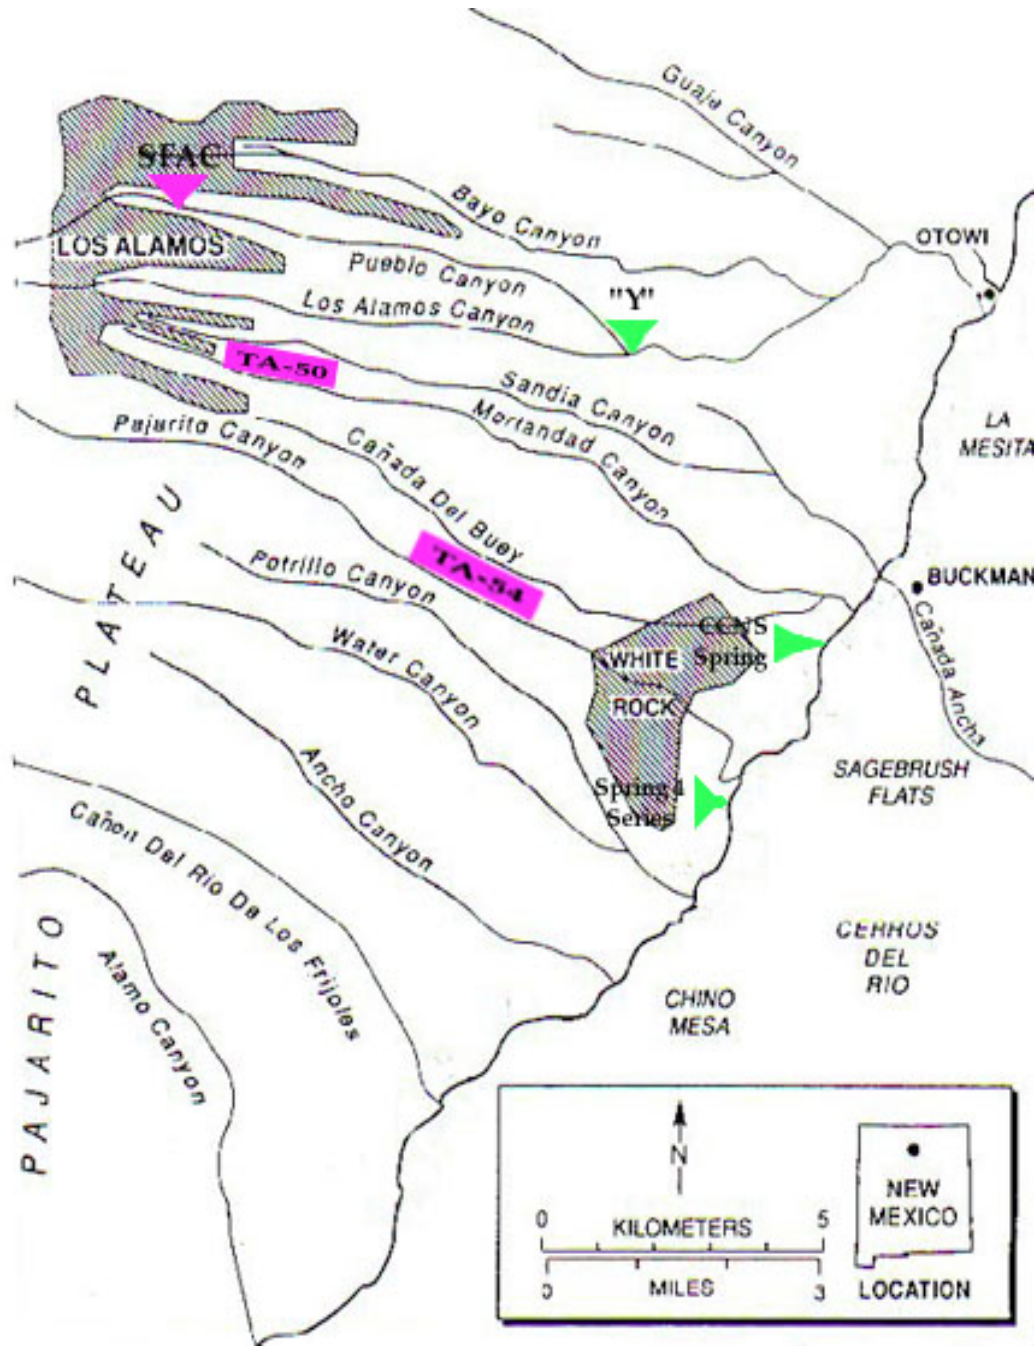 Guaje Canyon
SFAC
Bayo Canyon
OTOWI
LOS ALAMOS
Pueblo Canyon
"Y"
Los Alamos Canyon
TA-50
Sandia Canyon
LA
MESITA
Mortandad Canyon
Pajarito Canyon
Cañada Del Buey
PLATEAU
TA-54
Potrillo Canyon
BUCKMAN
Cañada Ancha
Water Canyon
CCNS
Spring
WHITE
ROCK
Ancho Canyon
SAGEBRUSH
FLATS
Spring 4
Series
Cañon Del Rio De Los Frijoles
PAJARITO
Alamo Canyon
CERROS
DEL
RIO
CHINO
MESA
N
0 5
KILOMETERS
MILES
0 3
NEW
MEXICO
LOCATION